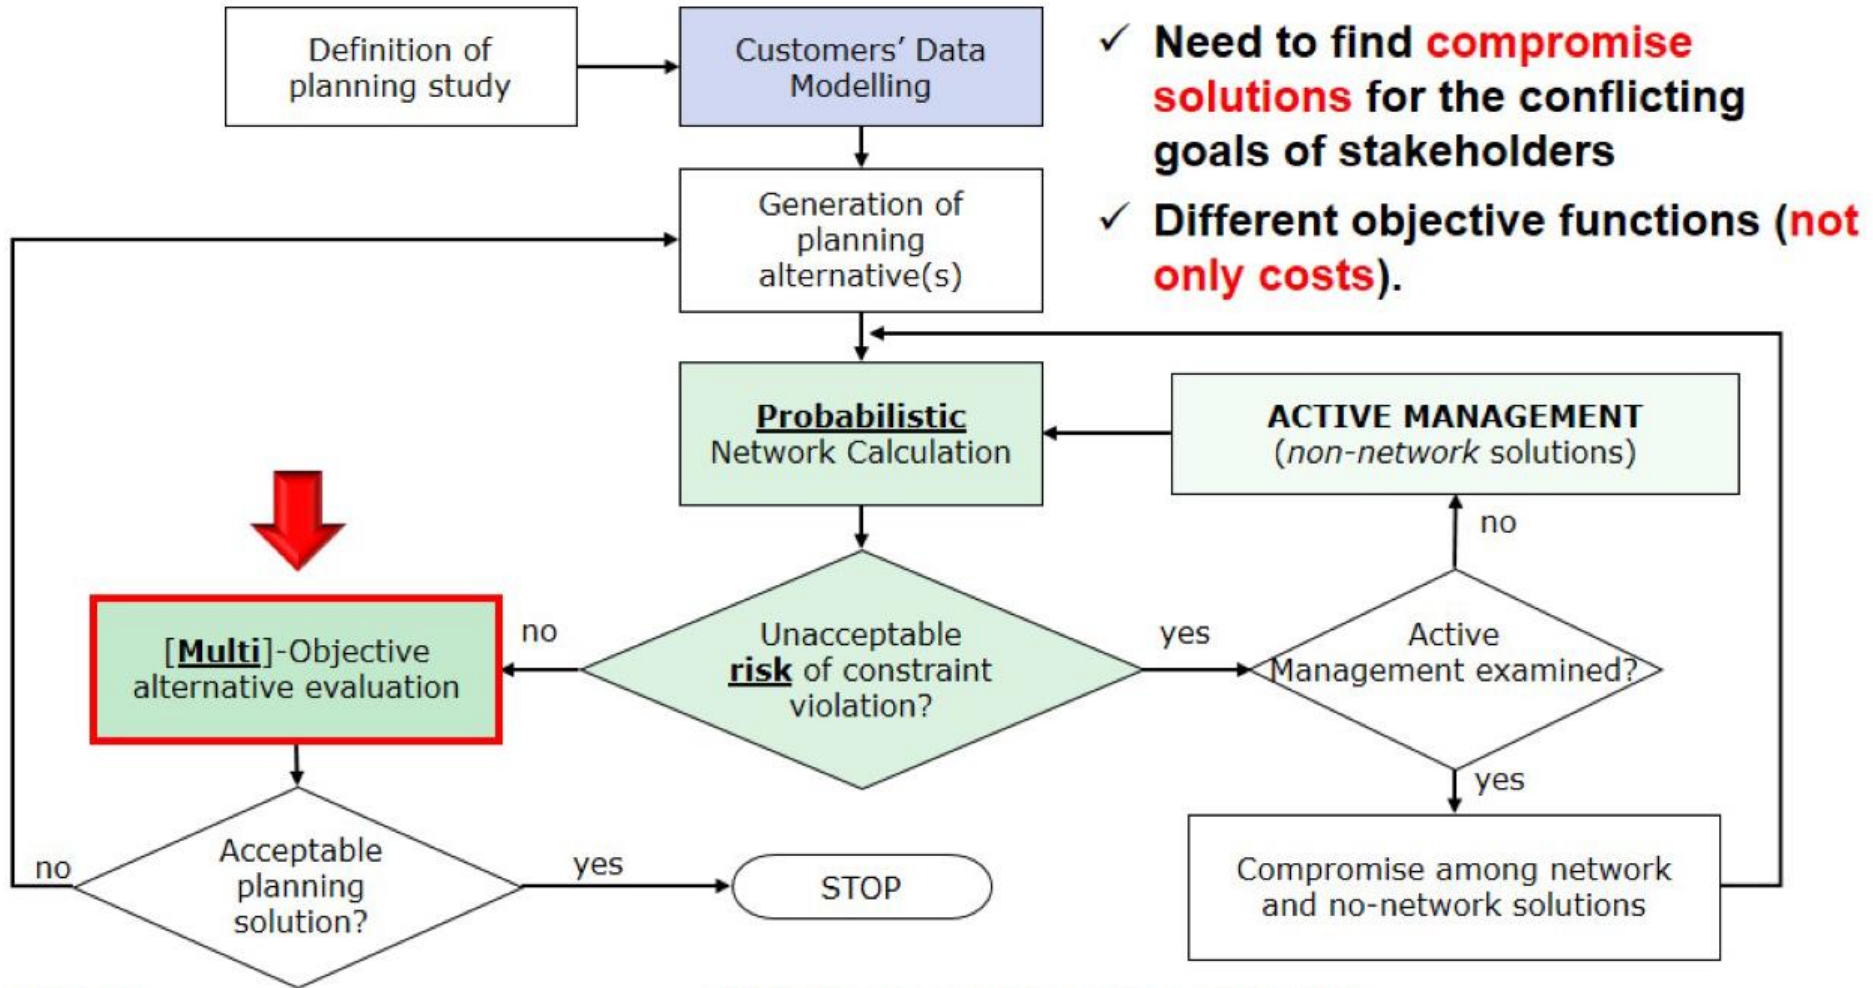 Definition of
planning study
Customers’ Data
Modelling
✓ Need to find compromise
solutions for the conflicting
goals of stakeholders
✓ Different objective functions (not
only costs).
Generation of
planning
alternative(s)
Probabilistic
Network Calculation
ACTIVE MANAGEMENT
(non-network solutions)
no
[Multi]-Objective
alternative evaluation
no
Unacceptable
risk of constraint
violation?
yes
Active
Management examined?
yes
Acceptable
planning
solution?
no
yes
STOP
Compromise among network
and no-network solutions